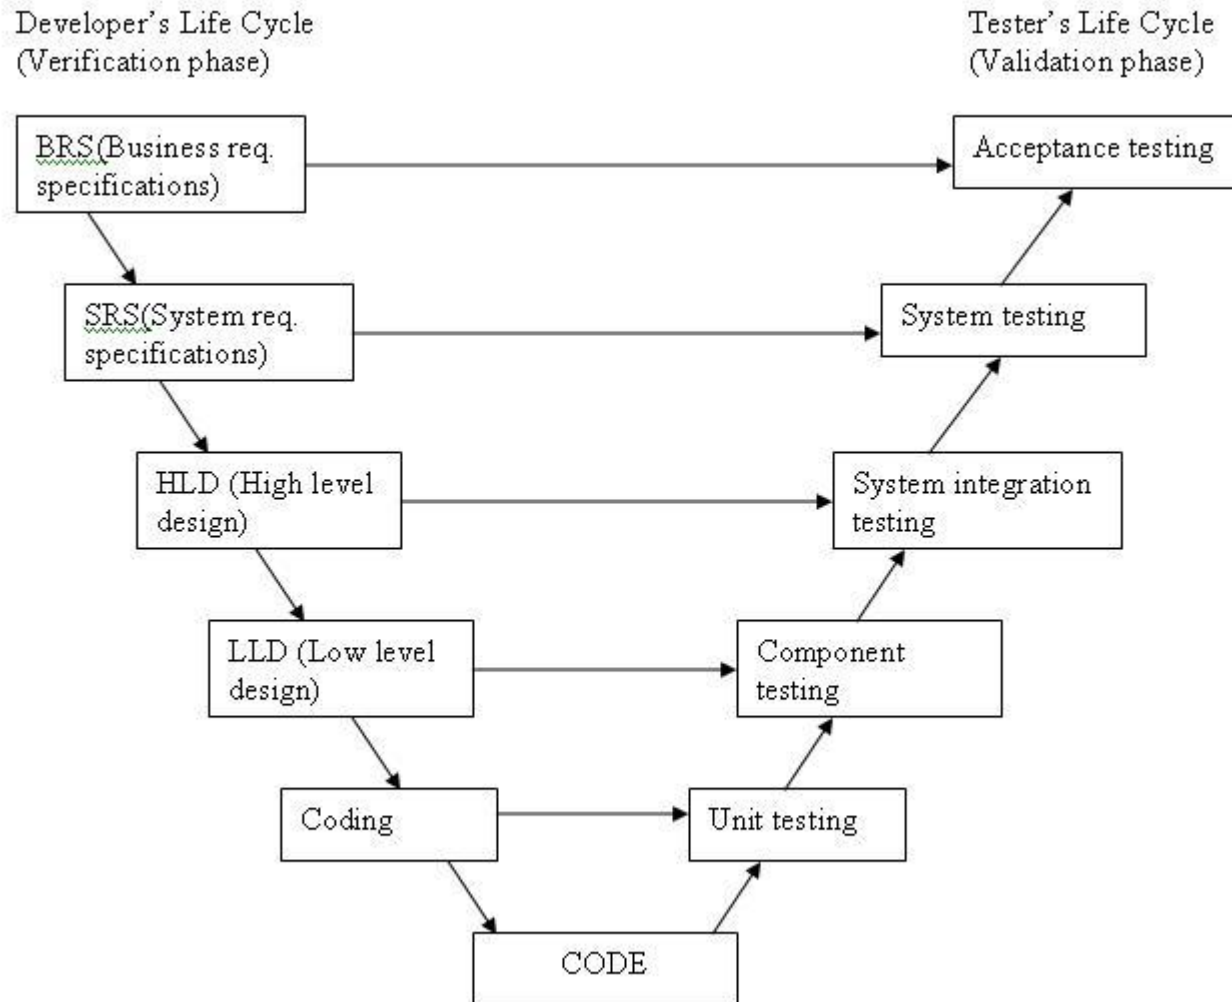 Developer's Life Cycle
(Verification phase)
Tester's Life Cycle
(Validation phase)
BRS(Business req.
specifications)
Acceptance testing
SRS(System req.
specifications)
System testing
HLD (High level
design)
System integration
testing
LLD (Low level
design)
Component
testing
Coding
Unit testing
CODE